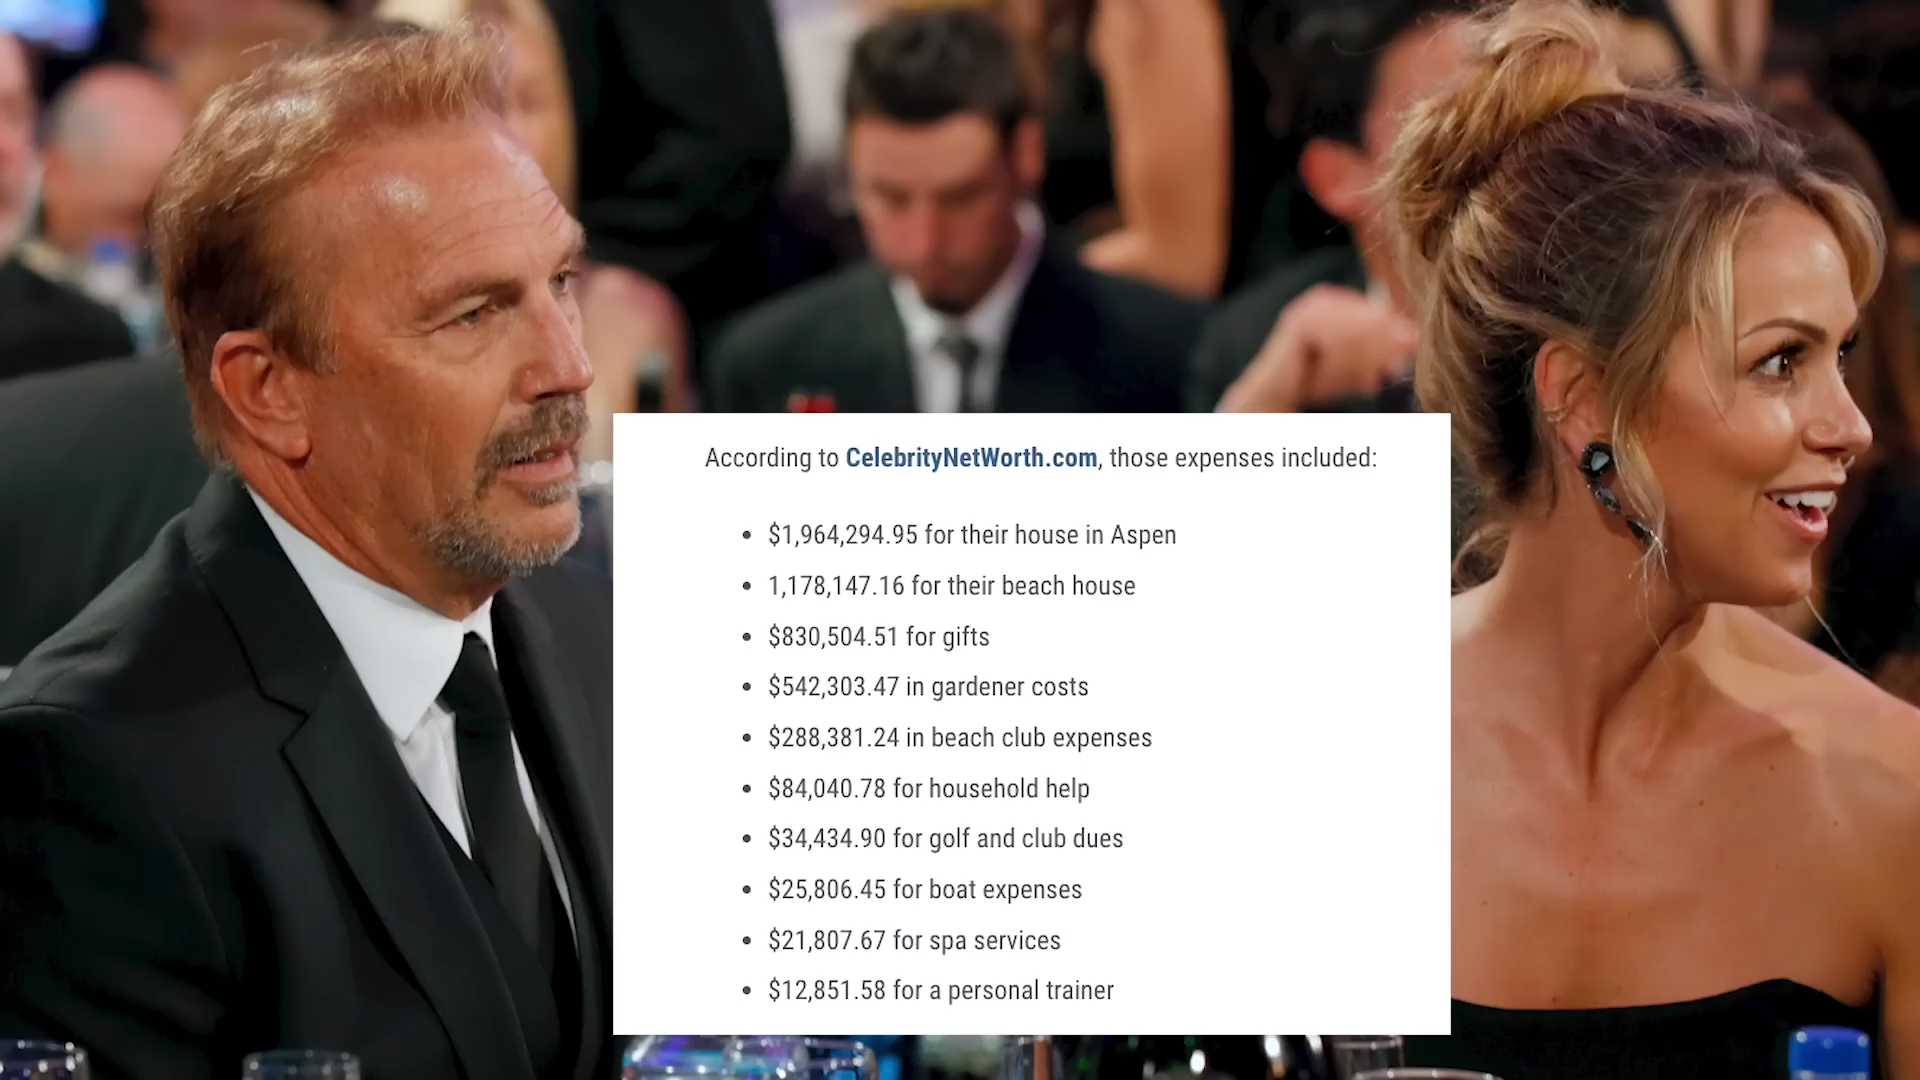 According to CelebrityNetWorth.com, those expenses included:
• $1,964,294.95 for their house in Aspen
• 1,178,147.16 for their beach house
• $830,504.51 for gifts
• $542,303.47 in gardener costs
• $288,381.24 in beach club expenses
• $84,040.78 for household help
• $34,434.90 for golf and club dues
• $25,806.45 for boat expenses
• $21,807.67 for spa services
• $12,851.58 for a personal trainer